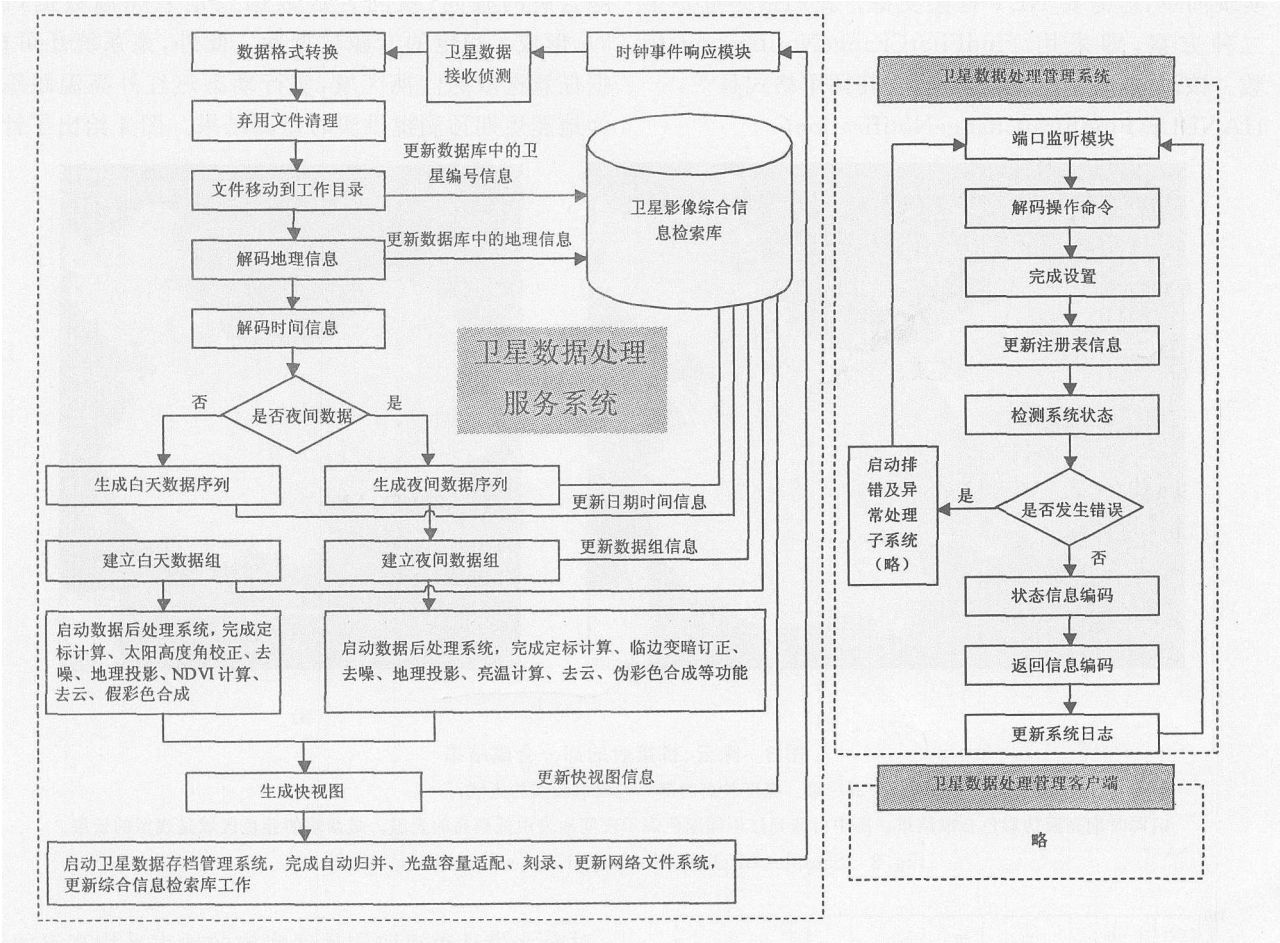 数据格式转换
卫星数据
接收侦测
时钟事件响应模块
弃用文件清理
更新数据库中的卫
星编号信息
文件移动到工作目录
卫星影像综合信
息检索库
更新数据库中的地理信息
解码地理信息
解码时间信息
卫星数据处理
服务系统
是否夜间数据
否
是
生成白天数据序列
生成夜间数据序列
更新日期时间信息
建立白天数据组
建立夜间数据组
更新数据组信息
启动数据后处理系统,完成定
标计算、太阳高度角校正、去
噪、地理投影、NDVI计算、
去云、假彩色合成
启动数据后处理系统,完成定标计算、临边变暗订正、
去噪、地理投影、亮温计算、去云、伪彩色合成等功能
生成快视图
更新快视图信息
启动卫星数据存档管理系统,完成自动归并、光盘容量适配、刻录、更新网络文件系统,
更新综合信息检索库工作
卫星数据处理管理系统
端口监听模块
解码操作命令
完成设置
更新注册表信息
检测系统状态
启动排
错及异
常处理
子系统
(略)
是
是否发生错误
否
状态信息编码
返回信息编码
更新系统日志
卫星数据处理管理客户端
略